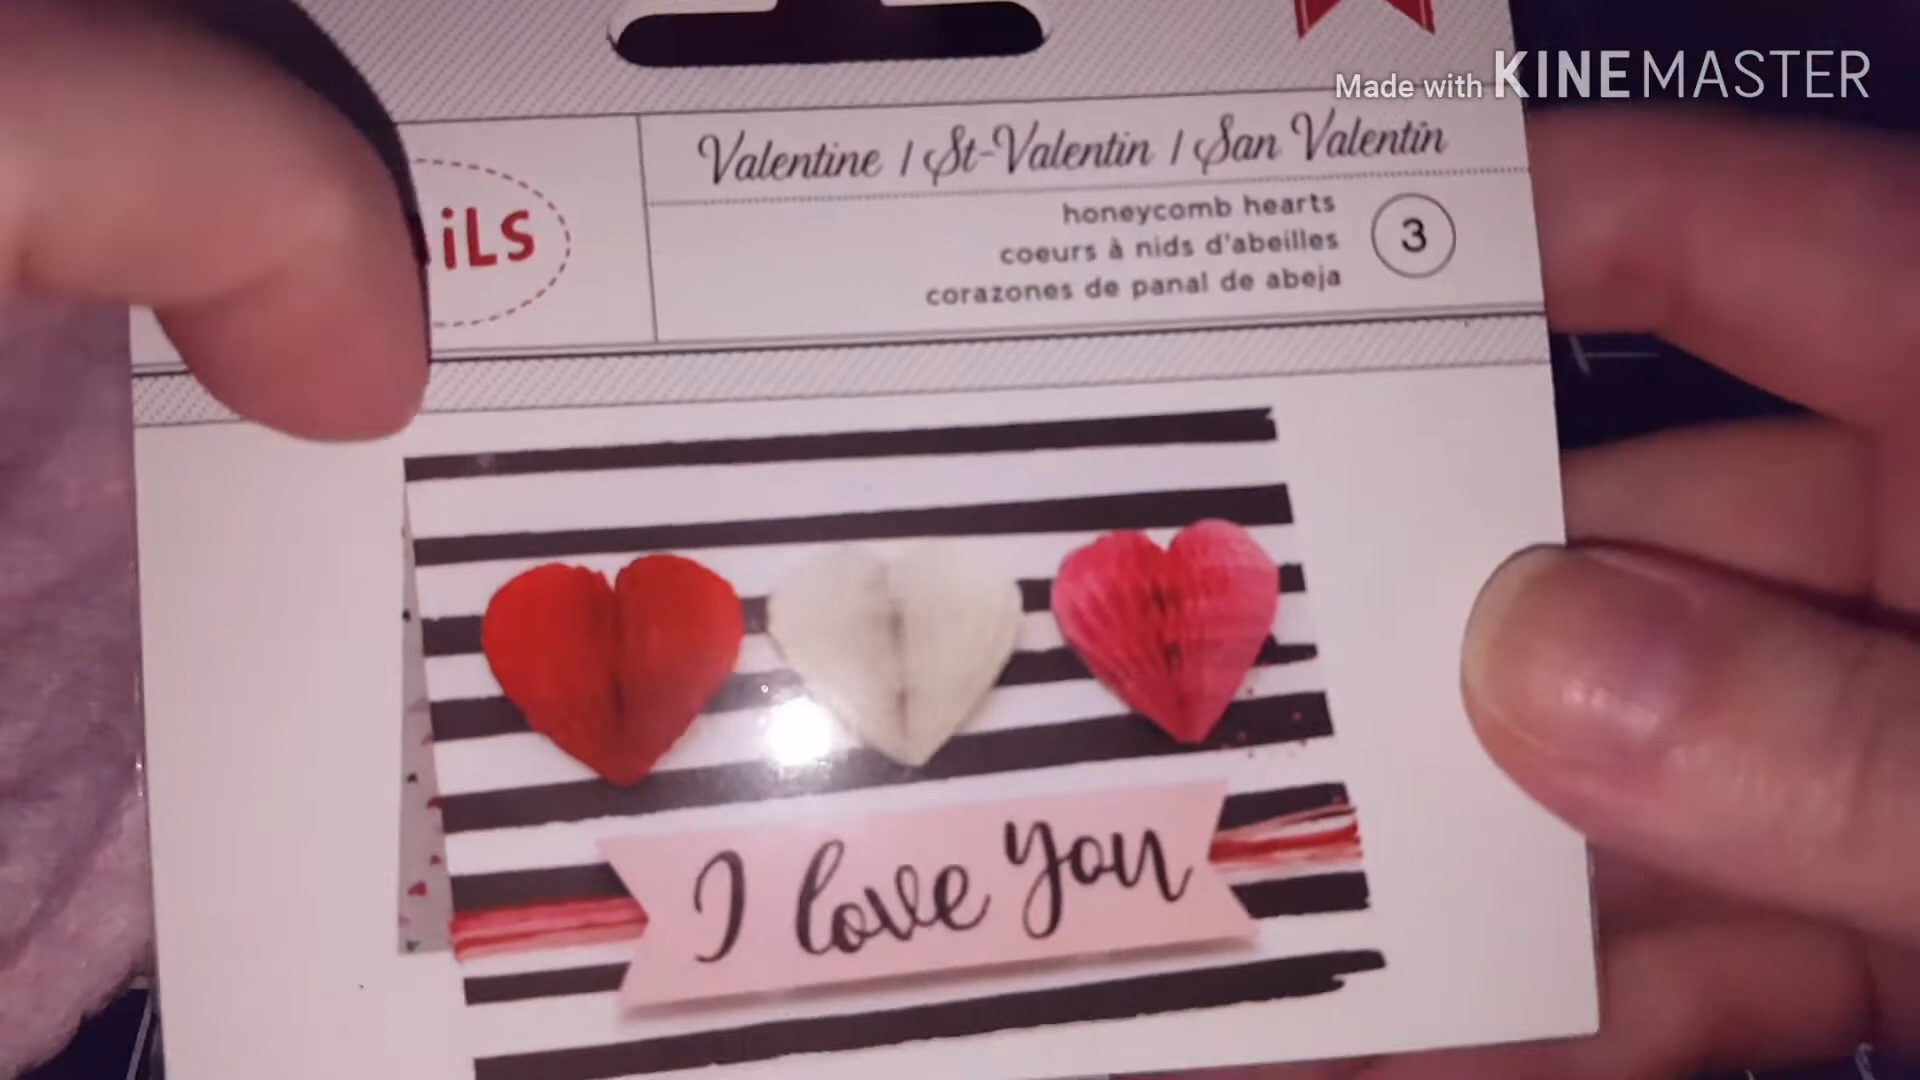 Made with KINEMASTER
Valentine / St-Valentin / San Valentín
honeycomb hearts
coeurs à nids d'abeilles
corazones de panal de abeja
3
I love you